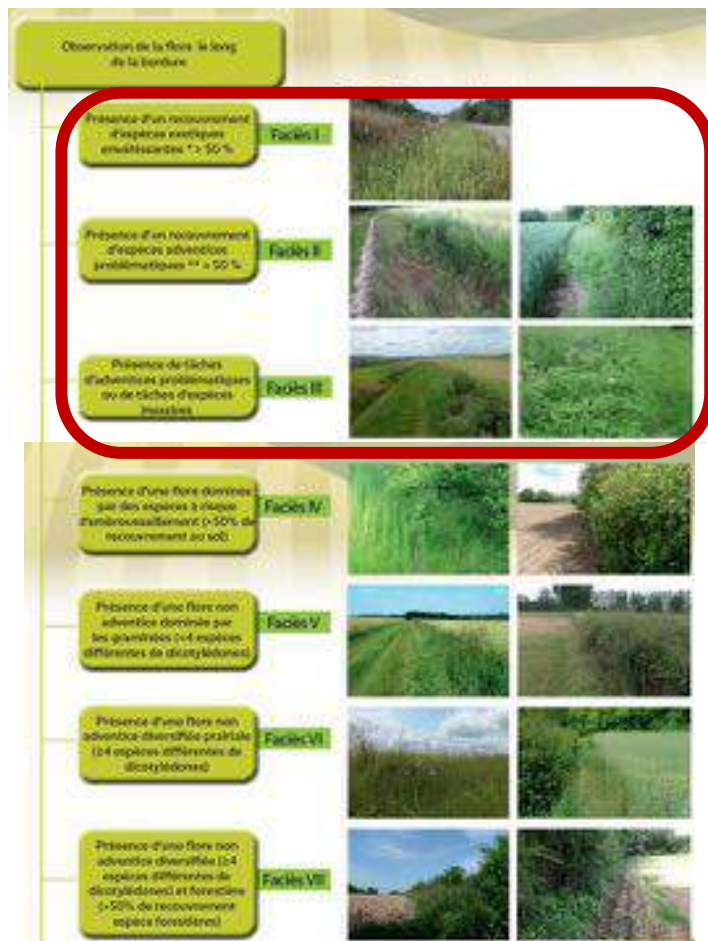 Observation de la flore le long
de la bordure
Présence d'un recouvrement
d'espèces exotiques
envahissantes * > 50 %
Faciès I
Présence d'un recouvrement
d'espèces adventices
problématiques ** > 50 %
Faciès II
Présence de tâches
d'adventices problématiques
ou de tâches d'espèces
invasives
Faciès III
Présence d'une flore dominée
par des espèces à risque
d'embroussaillement (>50% de
recouvrement au sol)
Faciès IV
Présence d'une flore non
adventice dominée par
les graminées (<4 espèces
différentes de dicotylédones)
Faciès V
Présence d'une flore non
adventice diversifiée prairiale
(≥4 espèces différentes de
dicotylédones)
Faciès VI
Présence d'une flore non
adventice diversifiée (≥4
espèces différentes de
dicotylédones) et forestière
(>50% de recouvrement
espèce forestières)
Faciès VII